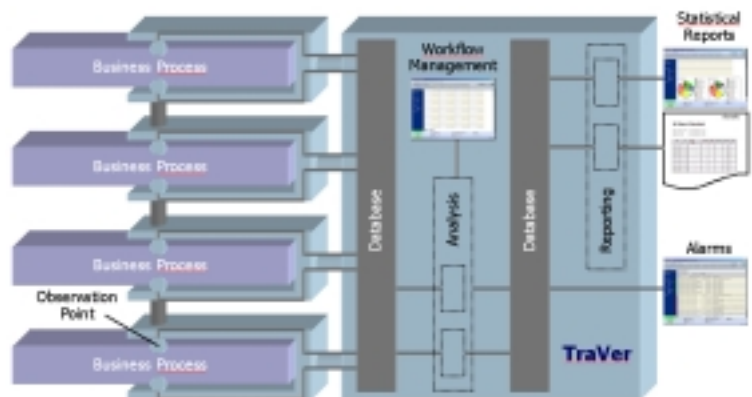 Statistical
Reports
Workflow
Management
Business Process
Business Process
Business Process
Business Process
Observation
Point
Database
Analysis
Database
Reporting
Alarms
TraVer